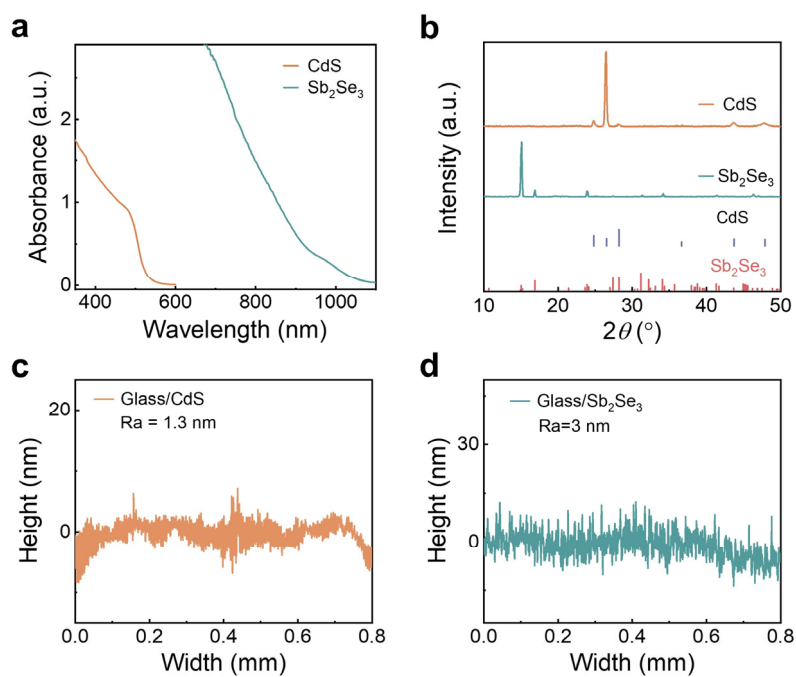 a
CdS
Sb₂Se₃
Absorbance (a.u.)
2
1
0
400 600 800 1000
Wavelength (nm)
b
CdS
Sb₂Se₃
CdS
Sb₂Se₃
Intensity (a.u.)
10 20 30 40 50
2θ (°)
c
Glass/CdS
Ra = 1.3 nm
Height (nm)
20
0
0.0 0.2 0.4 0.6 0.8
Width (mm)
d
Glass/Sb₂Se₃
Ra=3 nm
Height (nm)
30
0
0.0 0.2 0.4 0.6 0.8
Width (mm)